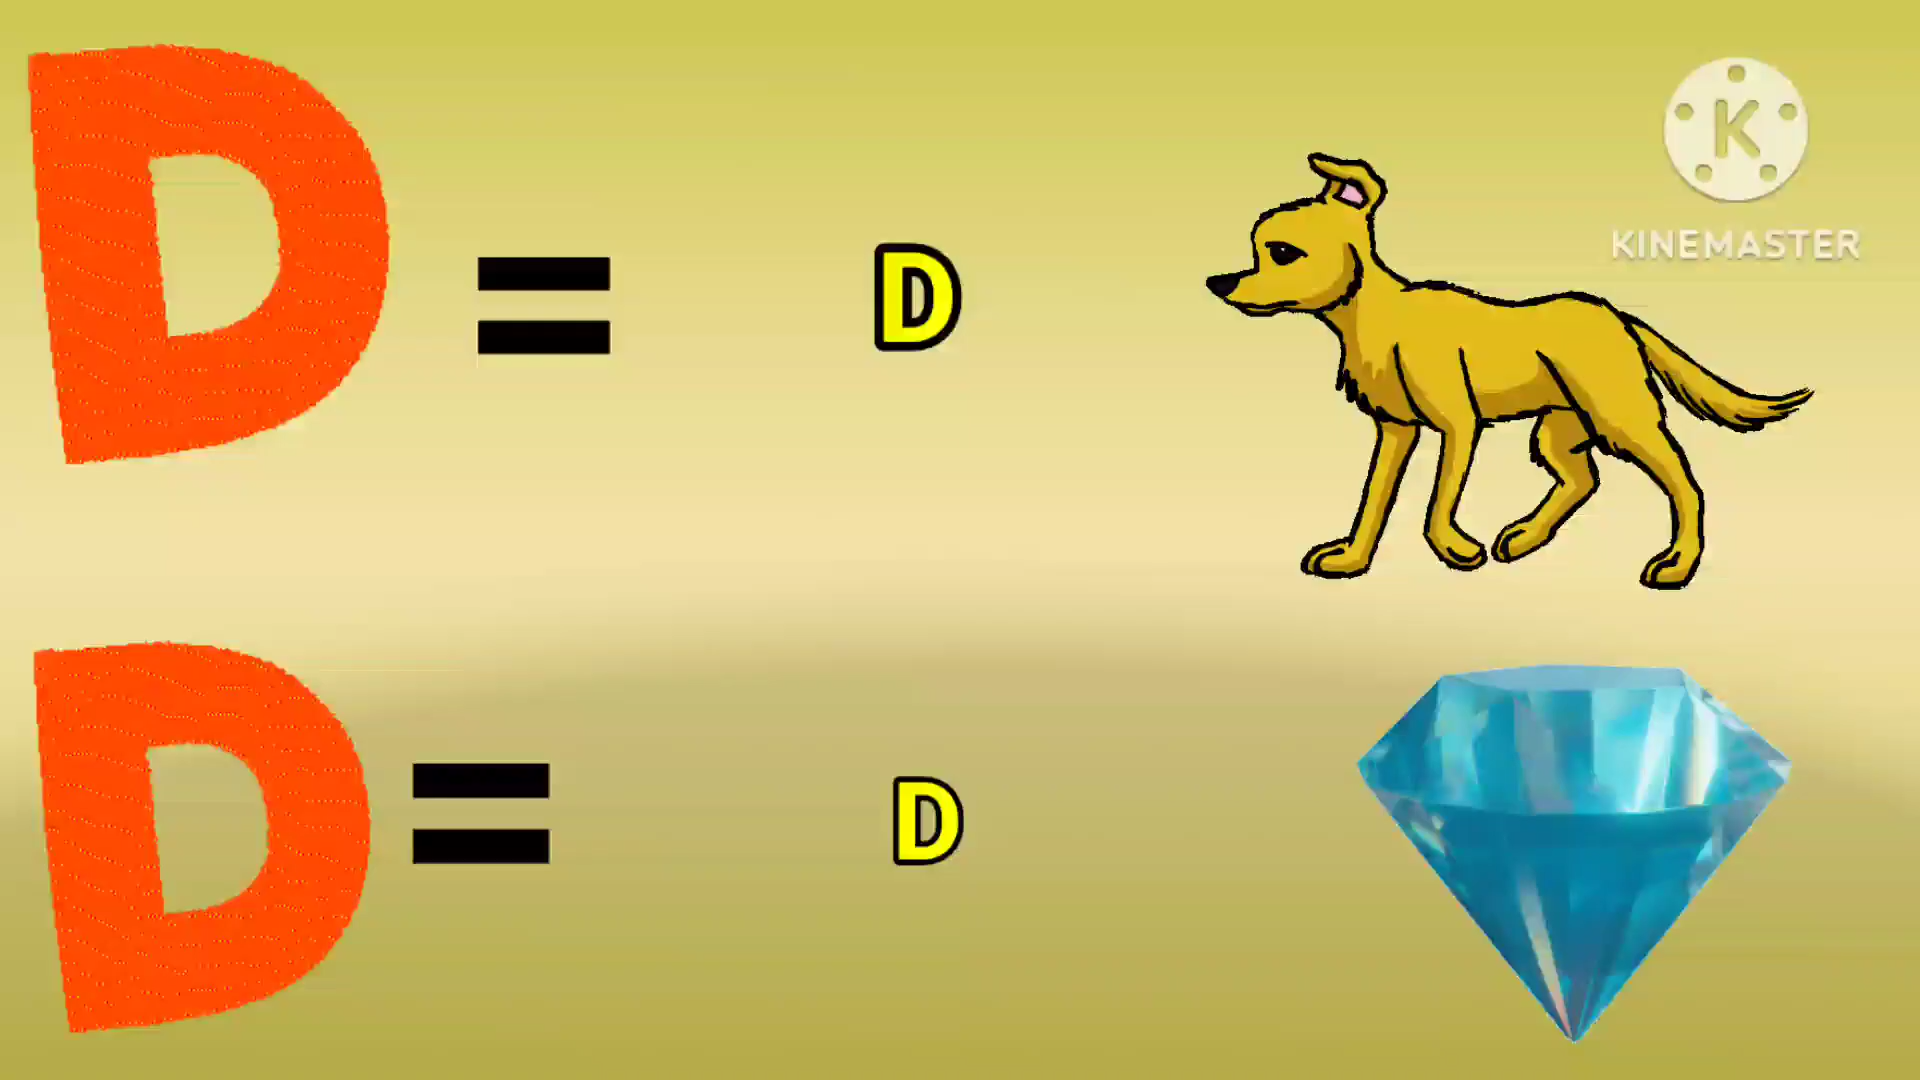 D = D
K
KINEMASTER
D = D